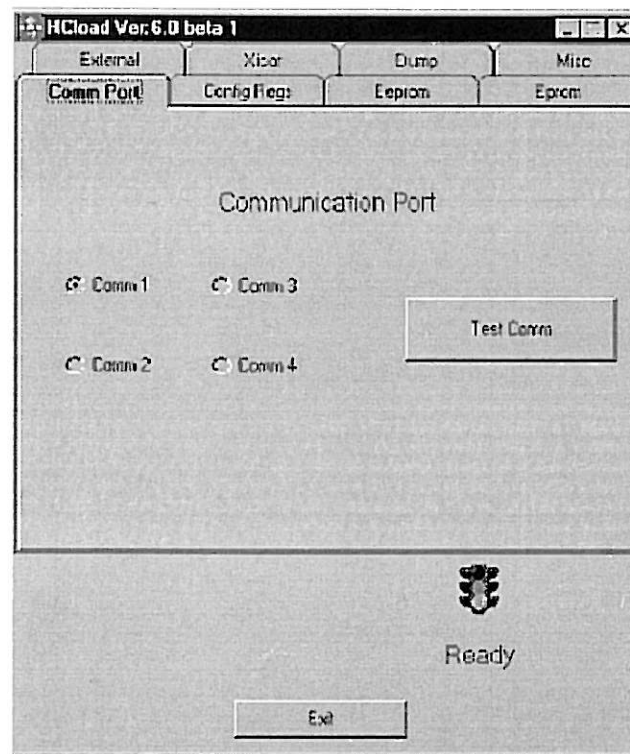 HCload Ver:6.0 beta 1
External Xicor Dump Misc
Comm Port Config Regs Eeprom Eprom
Communication Port
Comm 1 Comm 3
Test Comm
Comm 2 Comm 4
Ready
Exit